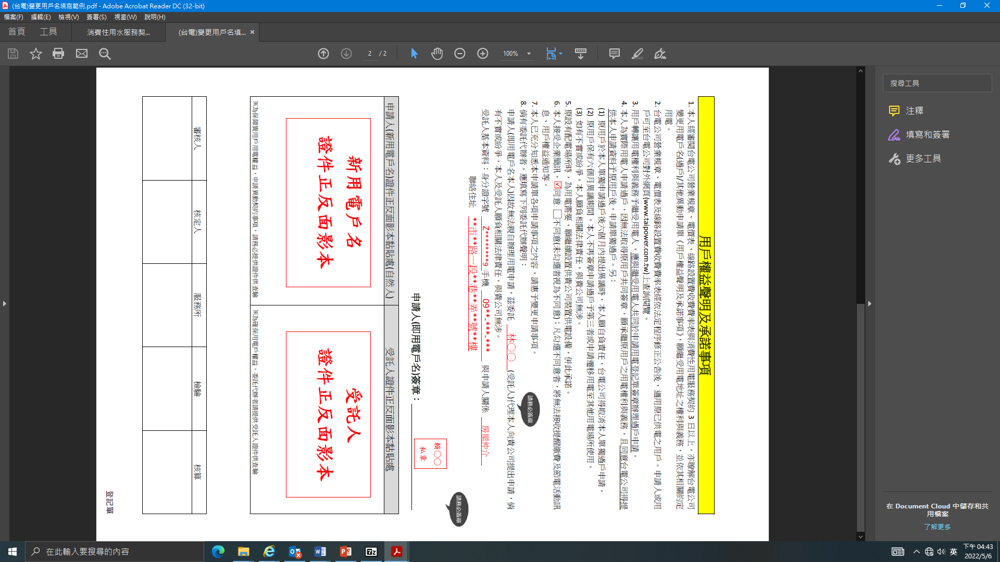 (台電)變更用戶名填寫範例.pdf - Adobe Acrobat Reader DC (32-bit)
檔案(F) 編輯(E) 檢視(V) 簽署(S) 視窗(W) 說明(H)
首頁 工具 消費性用水服務契... (台電)變更用戶名填... ×
2 / 2 100%
搜尋工具
注釋
填寫和簽署
更多工具
在 Document Cloud 中儲存和共
用檔案
了解更多
用戶權益聲明及承諾事項
1. 本人經審閱台電公司營業規章、電價表、線路設置費收費費率表與消費性用電服務契約 3 日以上，亦瞭解台電公司
變更用電戶名(過戶)/其他異動申請單《用戶權益聲明及承諾事項》，願繼受用電地址之權利與義務，並依其相關約定
用電。
2. 台電公司營業規章、電價表及線路設置費收費費率表經依法定程序修正公告後，適用原已供電之用戶。申請人或用
戶可至台電公司對外網頁(www.taipower.com.tw)上查詢閱覽。
3. 用戶轉讓用電權利與義務予繼受用電人，應與繼受用電人共同於申請用電登記單簽章辦理過戶申請。
4. 本人為實際用電人申請過戶，因無法取得原用戶共同簽章，願承繼原用戶之用電權利與義務，且同意台電公司得提
供本人申請資料予原用戶後，申請單獨過戶。另：
(1) 原用戶於本人單獨申請過戶後六個月內提出異議時，本人願自負責任，台電公司得取消本人單獨過戶申請。
(2) 原用戶保有六個月異議期間，本人不再簽章申請過戶予第三者或申請遷移用電至其他用電場所使用。
(3) 如有不實或紛爭，本人願負相關法律責任，與貴公司無涉。
5. 原設有配電場所時，為用電需要，願繼續設置供貴公司裝置供電設備，併此承諾。
6. 本人接受企業簡訊，☑同意 □不同意(未勾選者視為不同意)；凡勾選不同意者，將無法接收提醒繳費及節電活動訊
息、用戶權益通知等。
7. 本人已充分知悉本申請單各項申請事項之內容，請惠予變更申請事項。
8. 倘有委託代辦者，應填寫下列委託代辦聲明：
申請人(即用電戶名本人)因故無法親自辦理用電申請，茲委託 林○○ (受託人)代理本人向貴公司提出申請，倘
有不實或紛爭，本人及受託人願負相關法律責任，與貴公司無涉。
受託人基本資料：身分證字號 Z********9 手機 09**-***-*** 與申請人關係 房屋仲介
聯絡住址 **市**路一段**巷**弄**號**樓
請務必簽章
申請人(即用電戶名)簽章：
賴○○
私章
請務必簽章
申請人(新用電戶名)證件正反面影本黏貼處(自然人) 受託人證件正反面影本黏貼處
新用電戶名
證件正反面影本
受託人
證件正反面影本
※為保障貴用戶用電權益，申請異動契約事項，請務必提供證件供查驗 ※為確保用電戶權益，委託代辦者請提供受託人證件供查驗
審核人 核定人 服務所 檢驗 核算
登記單
在此輸入要搜尋的內容
英
下午 04:43
2022/5/6